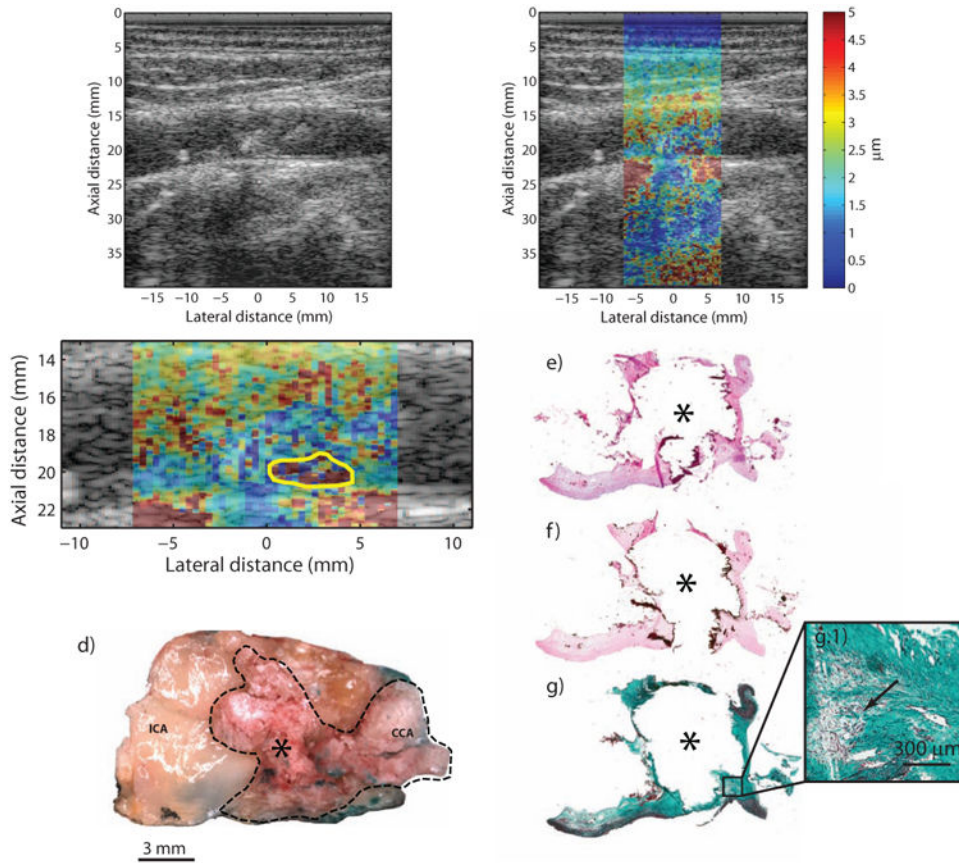 0
5
10
15
20
25
30
35
Axial distance (mm)
−15 −10 −5 0 5 10 15
Lateral distance (mm)
0
5
10
15
20
25
30
35
Axial distance (mm)
−15 −10 −5 0 5 10 15
Lateral distance (mm)
5
4.5
4
3.5
3
2.5
2
1.5
1
0.5
0
μm
14
16
18
20
22
Axial distance (mm)
−10 −5 0 5 10
Lateral distance (mm)
d)
ICA
*
CCA
3 mm
e)
*
f)
*
g)
*
g.1)
300 μm